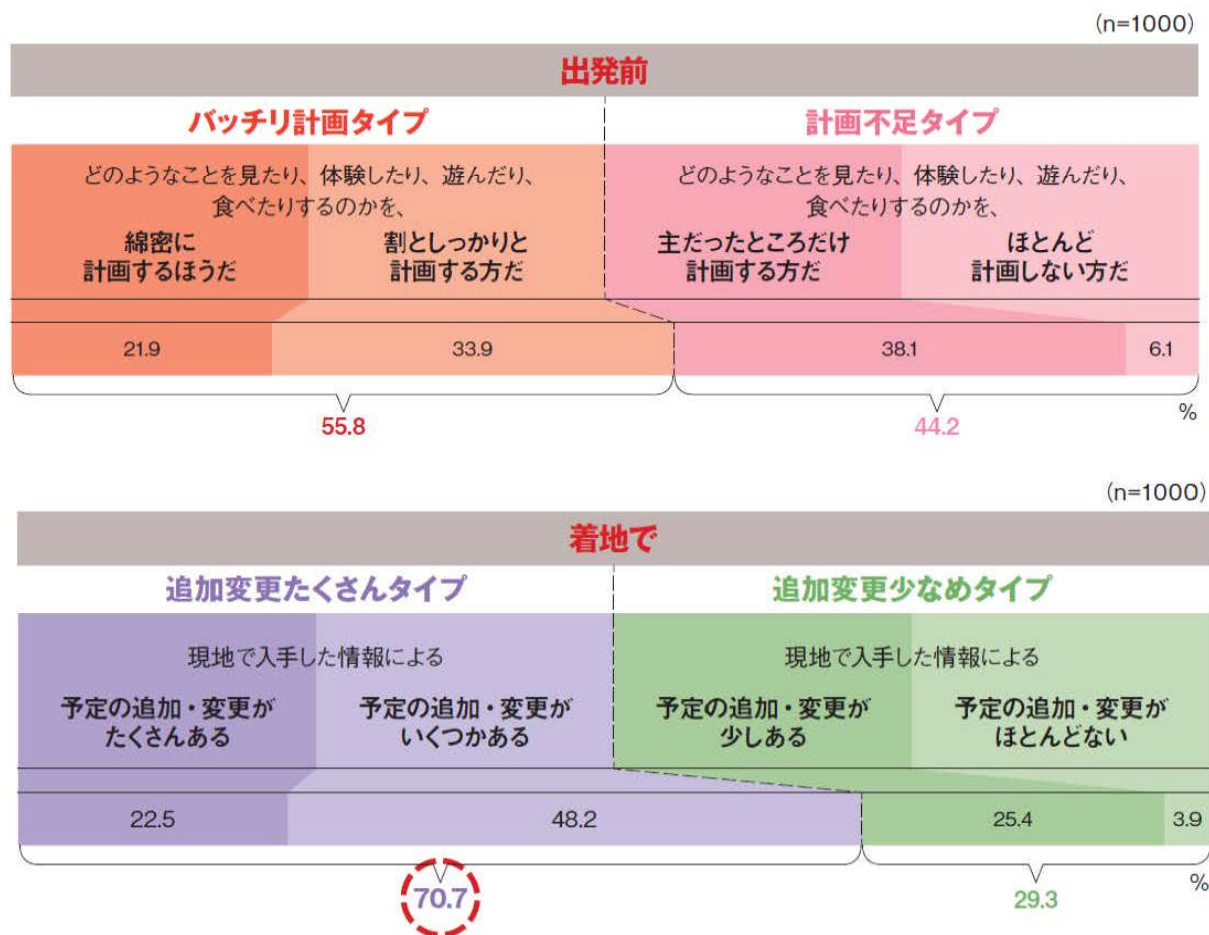 (n=1000)
出発前
バッチリ計画タイプ
計画不足タイプ
どのようなことを見たり、体験したり、遊んだり、
食べたりするのかを、
綿密に
計画するほうだ
割としっかりと
計画する方だ
どのようなことを見たり、体験したり、遊んだり、
食べたりするのかを、
主だったところだけ
計画する方だ
ほとんど
計画しない方だ
21.9
33.9
38.1
6.1
55.8
44.2
%
(n=1000)
着地で
追加変更たくさんタイプ
追加変更少なめタイプ
現地で入手した情報による
予定の追加・変更が
たくさんある
予定の追加・変更が
いくつかある
現地で入手した情報による
予定の追加・変更が
少しある
予定の追加・変更が
ほとんどない
22.5
48.2
25.4
3.9
70.7
29.3
%